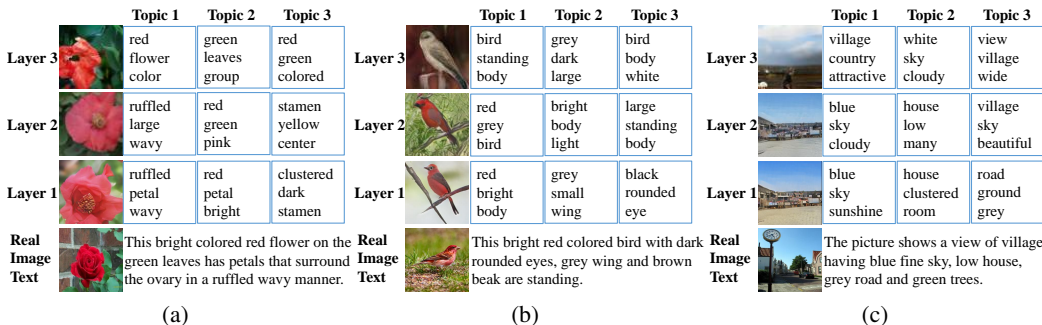 Topic 1 Topic 2 Topic 3
Layer 3
red
flower
color
green
leaves
group
red
green
colored
Layer 2
ruffled
large
wavy
red
green
pink
stamen
yellow
center
Layer 1
ruffled
petal
wavy
red
petal
bright
clustered
dark
stamen
Real
Image
Text
This bright colored red flower on the
green leaves has petals that surround
the ovary in a ruffled wavy manner.
(a)
Topic 1 Topic 2 Topic 3
Layer 3
bird
standing
body
grey
dark
large
bird
body
white
Layer 2
red
grey
bird
bright
body
light
large
standing
body
Layer 1
red
bright
body
grey
small
wing
black
rounded
eye
Real
Image
Text
This bright red colored bird with dark
rounded eyes, grey wing and brown
beak are standing.
(b)
Topic 1 Topic 2 Topic 3
Layer 3
village
country
attractive
white
sky
cloudy
view
village
wide
Layer 2
blue
sky
cloudy
house
low
many
village
sky
beautiful
Layer 1
blue
sky
sunshine
house
clustered
room
road
ground
grey
Real
Image
Text
The picture shows a view of village
having blue fine sky, low house,
grey road and green trees.
(c)